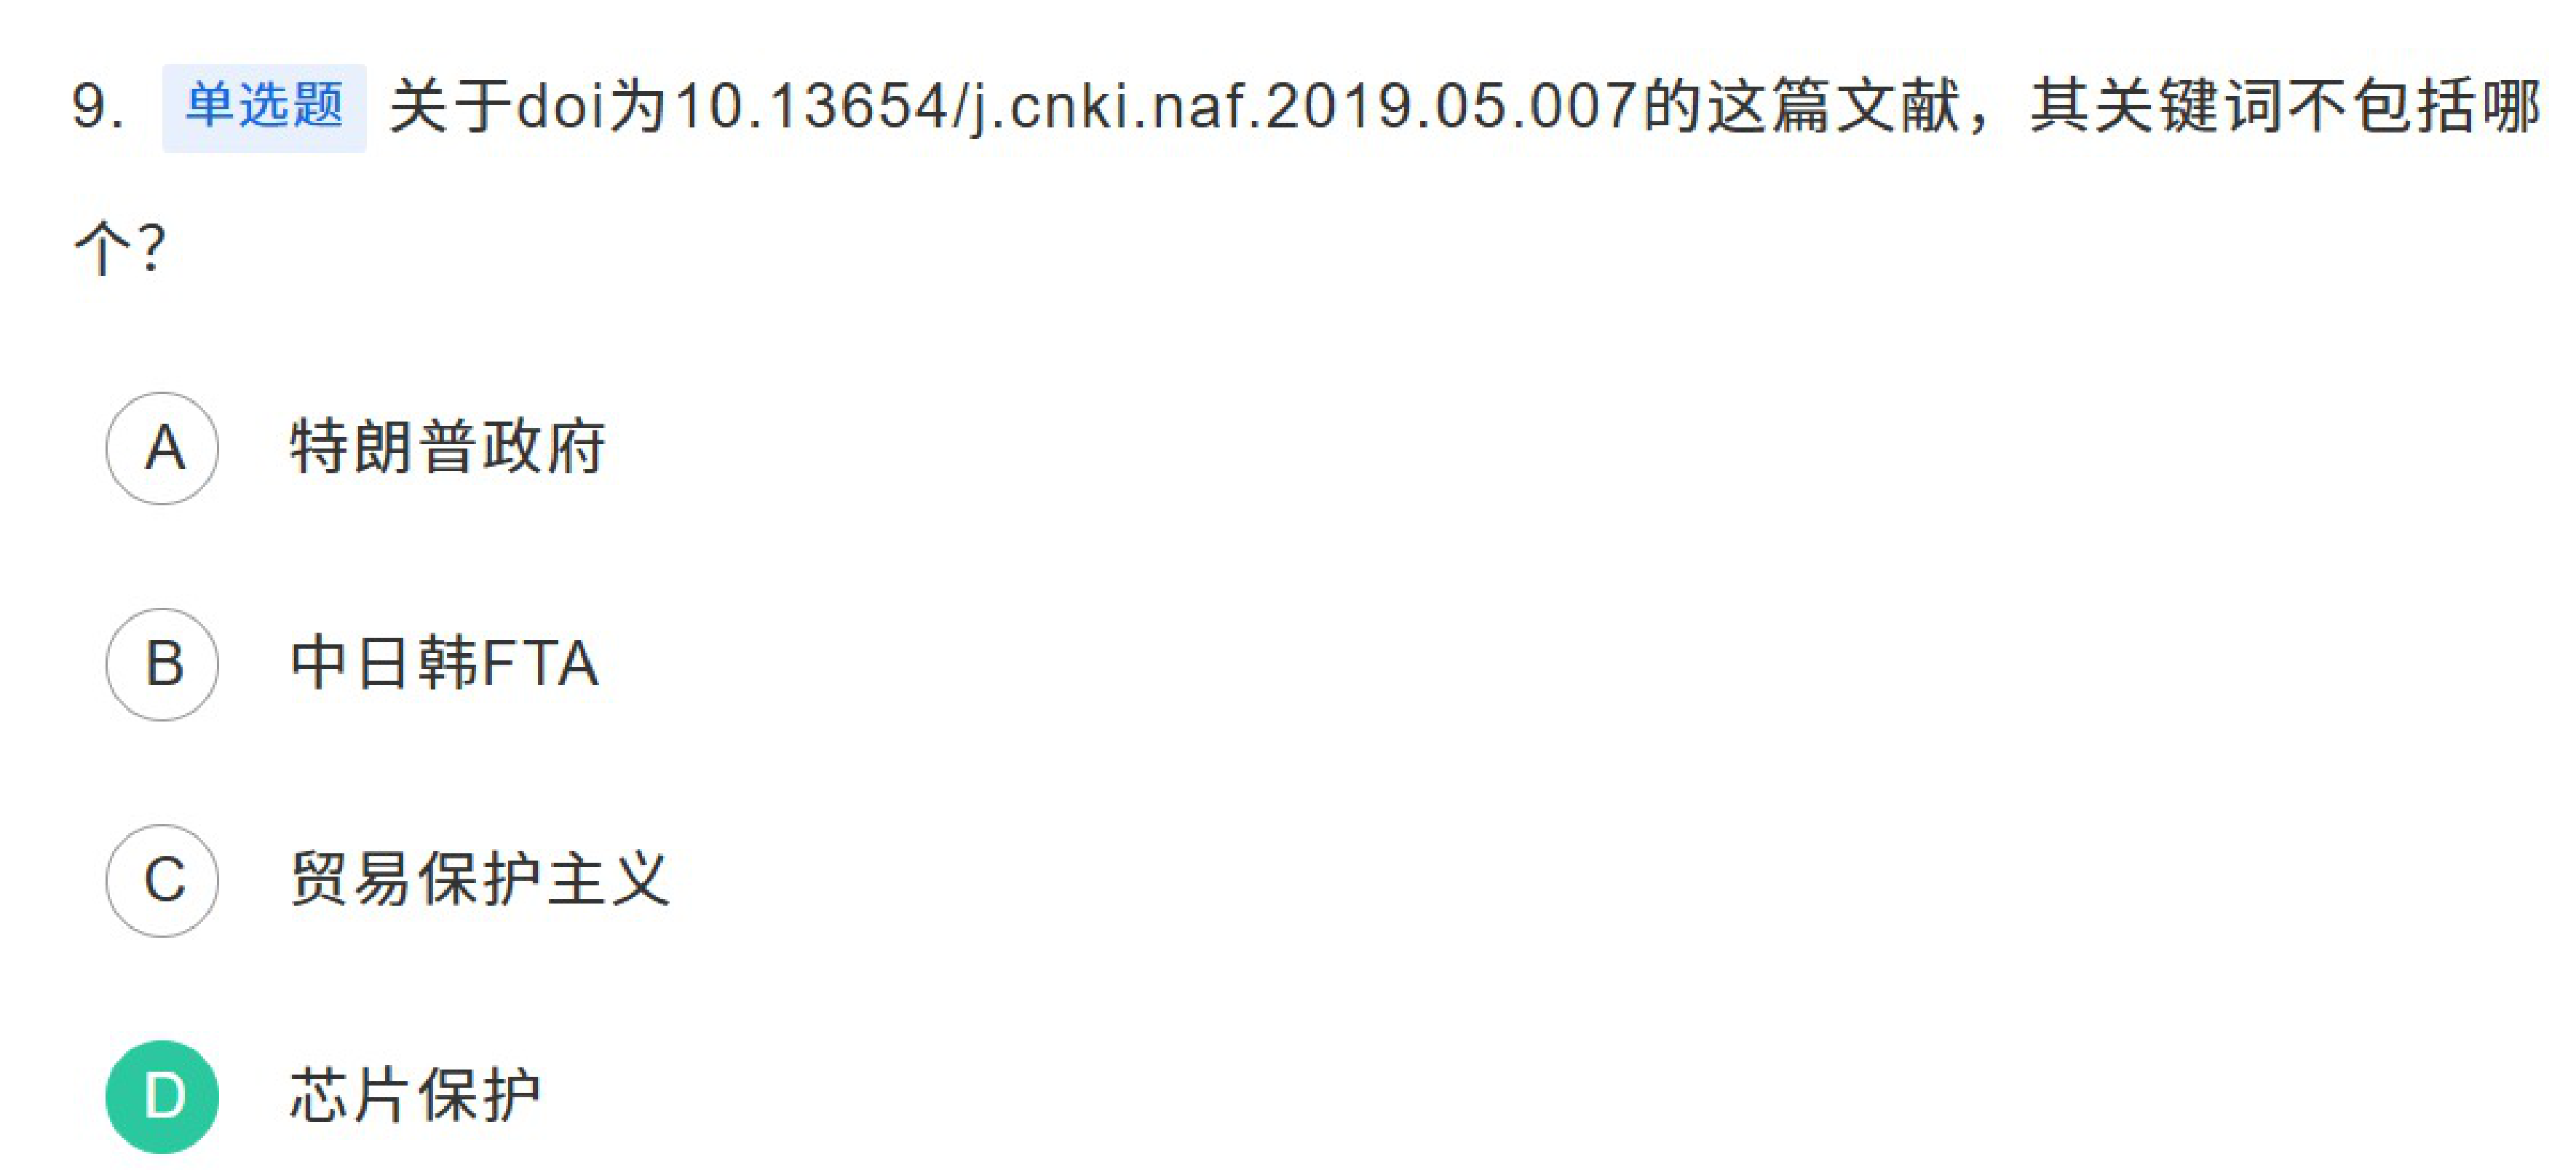 9. 单选题 关于doi为10.13654/j.cnki.naf.2019.05.007的这篇文献，其关键词不包括哪
个？
A 特朗普政府
B 中日韩FTA
C 贸易保护主义
D 芯片保护